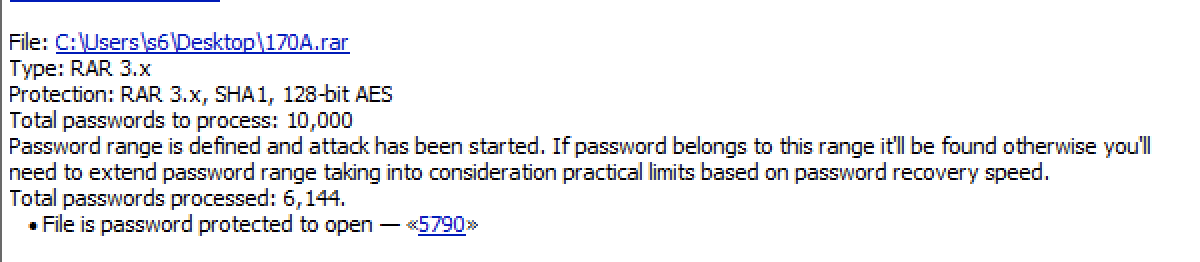 File: C:\Users\s6\Desktop\170A.rar
Type: RAR 3.x
Protection: RAR 3.x, SHA1, 128-bit AES
Total passwords to process: 10,000
Password range is defined and attack has been started. If password belongs to this range it'll be found otherwise you'll
need to extend password range taking into consideration practical limits based on password recovery speed.
Total passwords processed: 6,144.
• File is password protected to open — «5790»